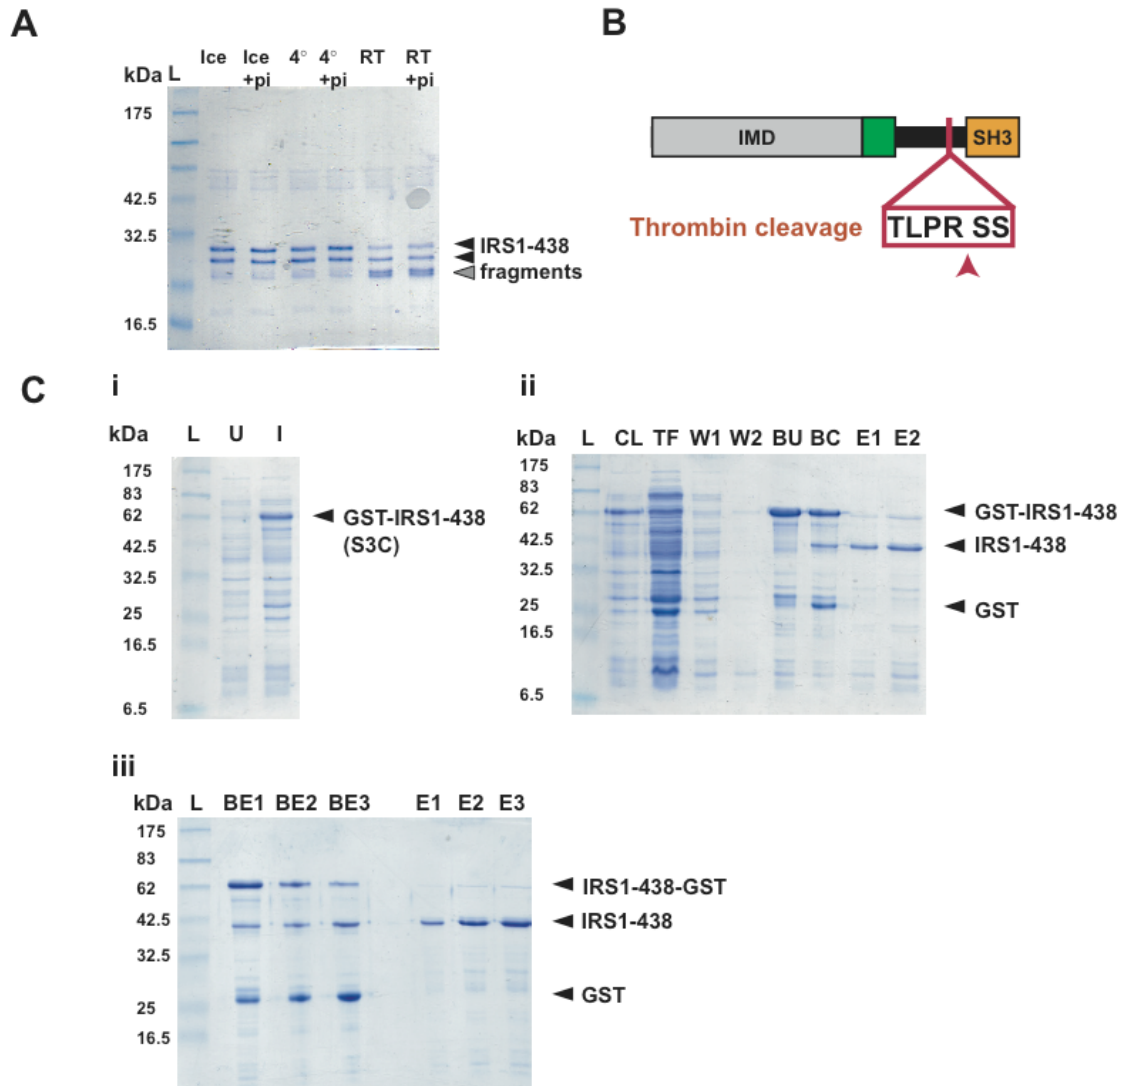 A
Ice Ice +pi 4° 4° +pi RT RT +pi
kDa L
175
42.5
32.5
16.5
IRS1-438
fragments
B
IMD SH3
Thrombin cleavage
TLPR SS
C
i
kDa L U I
175
83
62
42.5
32.5
25
16.5
6.5
GST-IRS1-438
(S3C)
ii
kDa L CL TF W1 W2 BU BC E1 E2
175
83
62
42.5
32.5
25
16.5
6.5
GST-IRS1-438
IRS1-438
GST
iii
kDa L BE1 BE2 BE3 E1 E2 E3
175
83
62
42.5
32.5
25
16.5
IRS1-438-GST
IRS1-438
GST